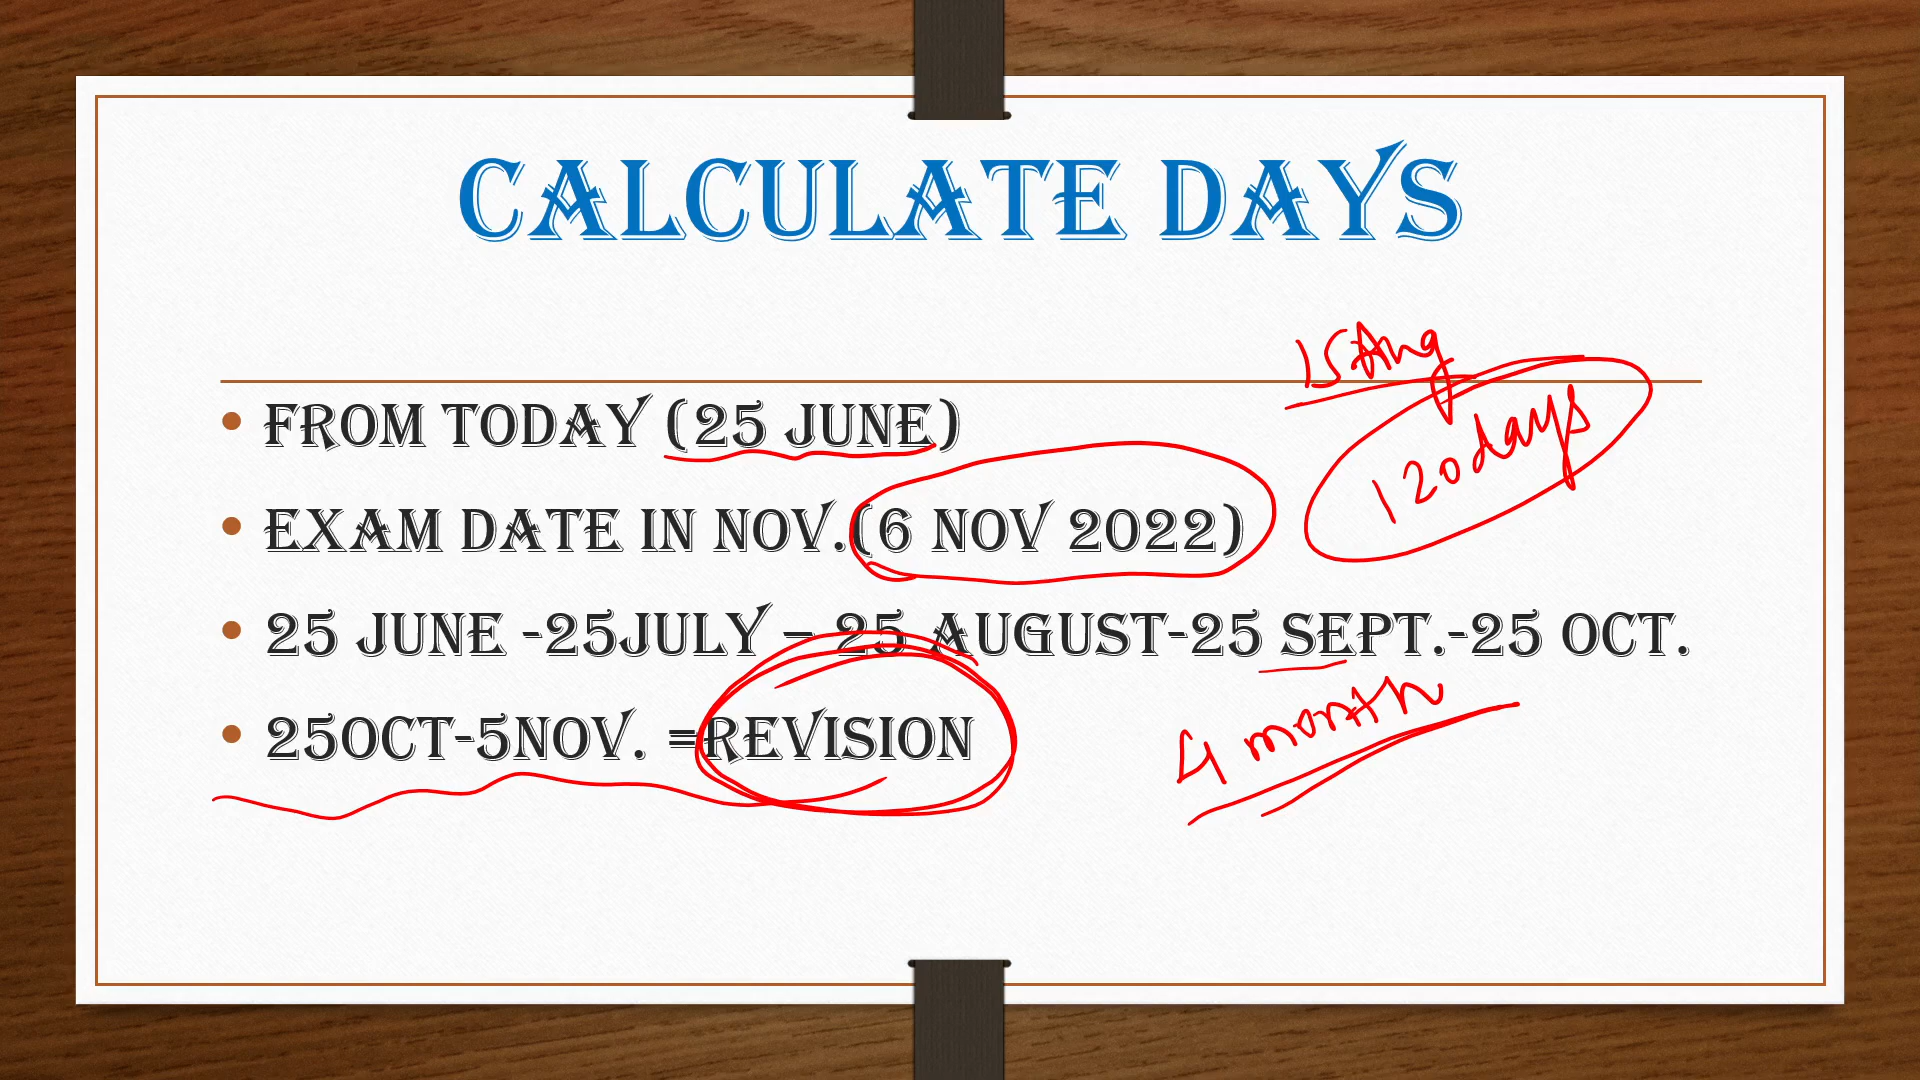 CALCULATE DAYS
15 Aug
120 days
FROM TODAY (25 JUNE)
EXAM DATE IN NOV.(6 NOV 2022)
25 JUNE -25JULY – 25 AUGUST-25 SEPT.-25 OCT.
4 month
25OCT-5NOV. =REVISION